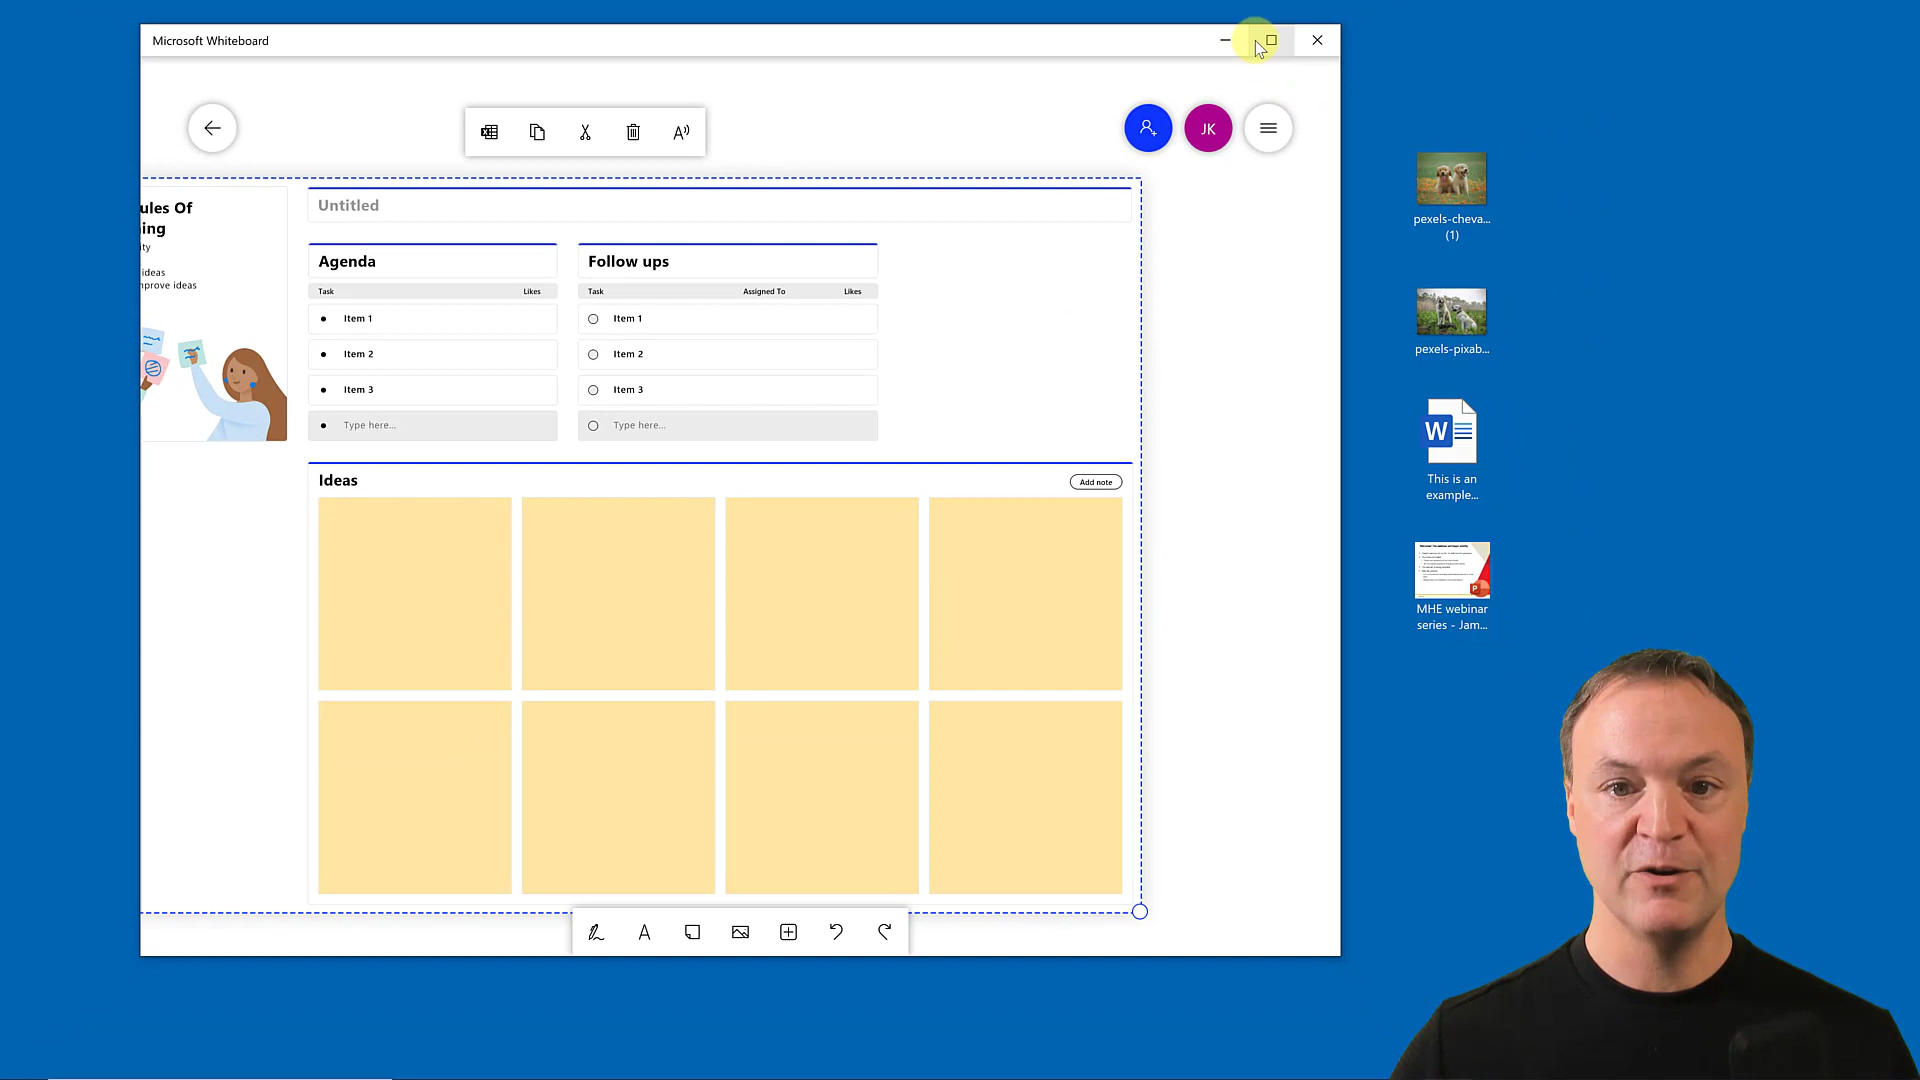 Microsoft Whiteboard
JK
ules Of
ing
ity
ideas
prove ideas
Untitled
Agenda
Task Likes
Item 1
Item 2
Item 3
Type here...
Follow ups
Task Assigned To Likes
Item 1
Item 2
Item 3
Type here...
Ideas
Add note
pexels-cheva...
(1)
pexels-pixab...
W
This is an
example...
P
MHE webinar
series - Jam...